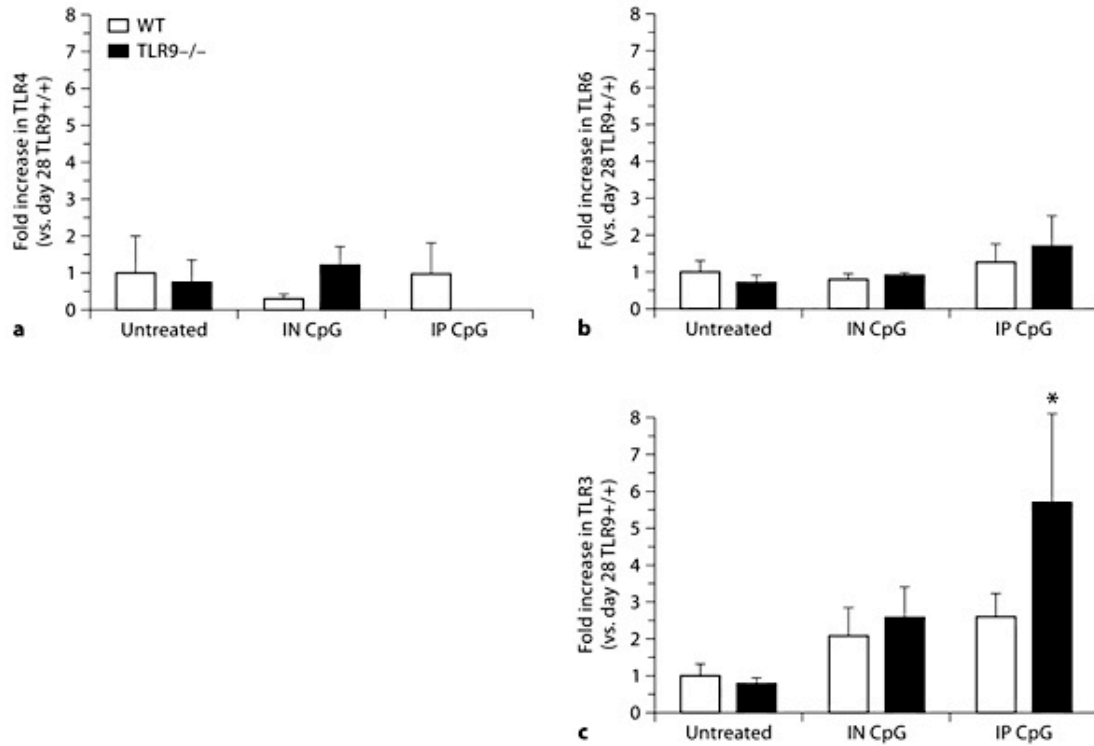 8
7
6
5
4
3
2
1
0
Fold increase in TLR4
(vs. day 28 TLR9+/+)
WT
TLR9–/–
Untreated
IN CpG
IP CpG
a
8
7
6
5
4
3
2
1
0
Fold increase in TLR6
(vs. day 28 TLR9+/+)
Untreated
IN CpG
IP CpG
b
8
7
6
5
4
3
2
1
0
Fold increase in TLR3
(vs. day 28 TLR9+/+)
*
Untreated
IN CpG
IP CpG
c